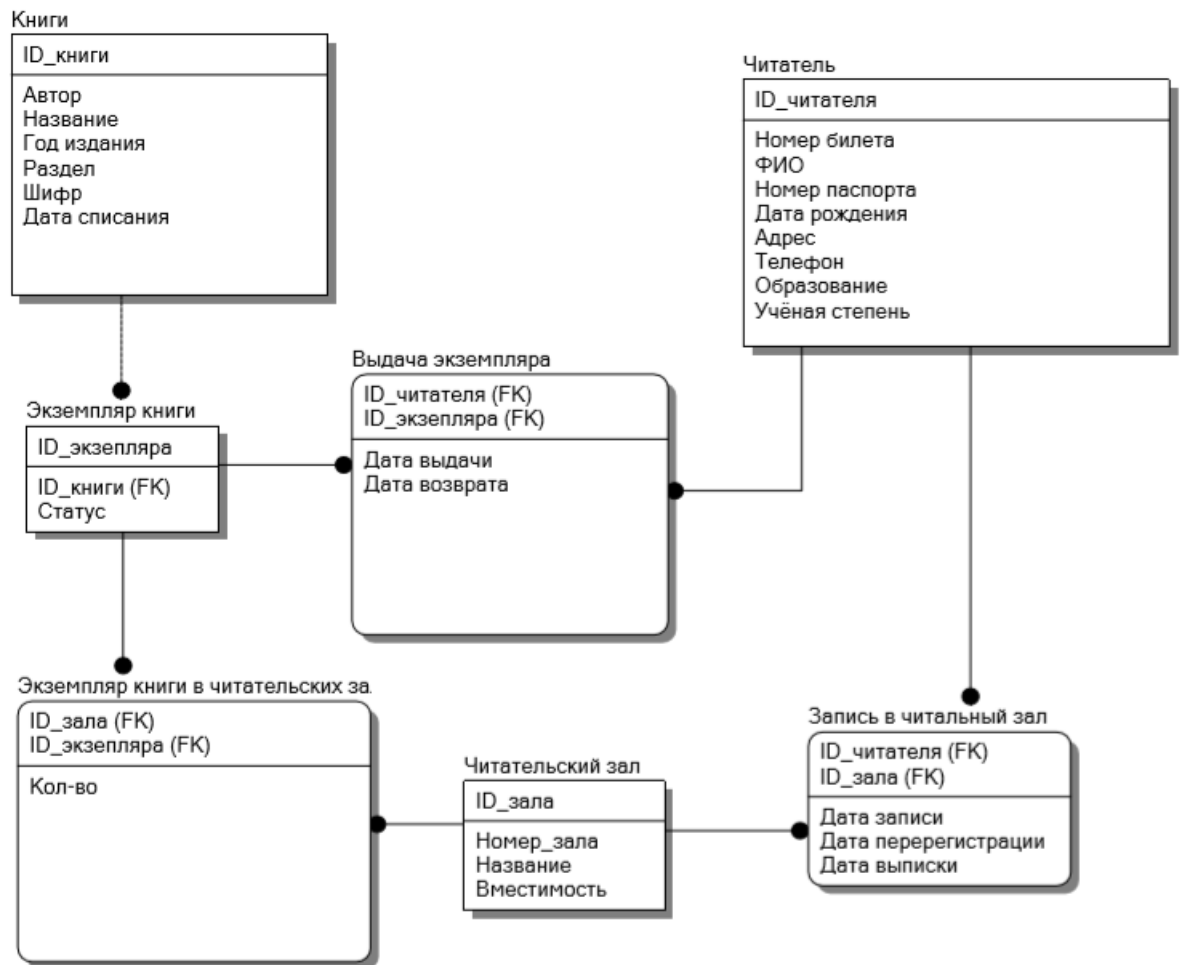 Книги
ID_книги
Автор
Название
Год издания
Раздел
Шифр
Дата списания
Читатель
ID_читателя
Номер билета
ФИО
Номер паспорта
Дата рождения
Адрес
Телефон
Образование
Учёная степень
Выдача экземпляра
ID_читателя (FK)
ID_экзепляра (FK)
Дата выдачи
Дата возврата
Экземпляр книги
ID_экзепляра
ID_книги (FK)
Статус
Экземпляр книги в читательских за.
ID_зала (FK)
ID_экзепляра (FK)
Кол-во
Читательский зал
ID_зала
Номер_зала
Название
Вместимость
Запись в читальный зал
ID_читателя (FK)
ID_зала (FK)
Дата записи
Дата перерегистрации
Дата выписки